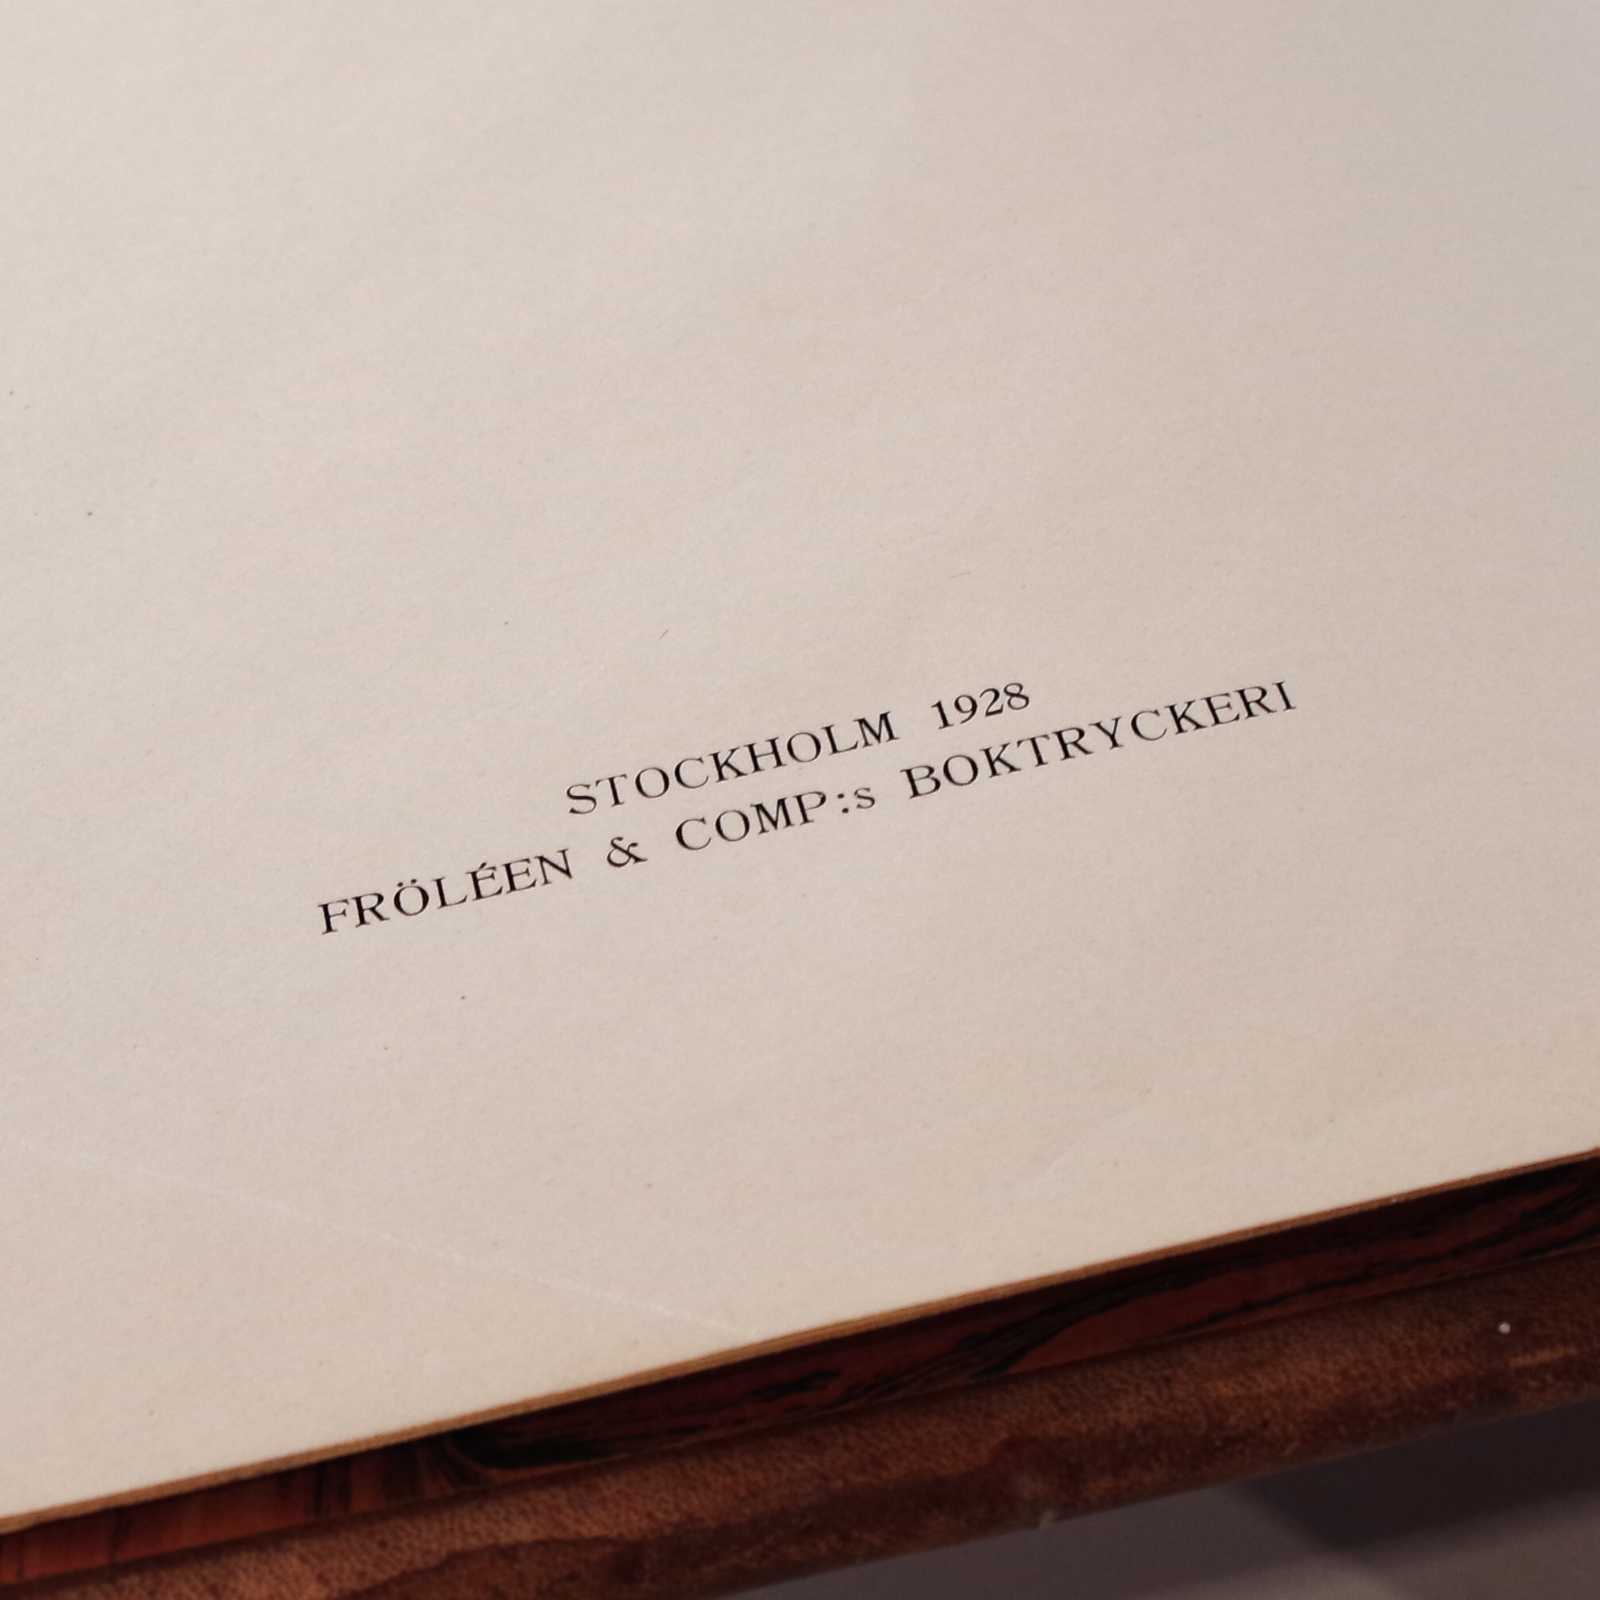 STOCKHOLM 1928
FRÖLÉEN & COMP:s BOKTRYCKERI